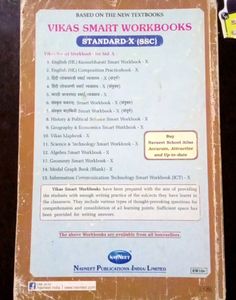 BASED ON THE NEW TEXTBOOKS
VIKAS SMART WORKBOOKS
STANDARD-X (SSC)
Vikas Smart Workbooks for Std. X
1. English (HL) Kumarbharati Smart Workbook - X
2. English (HL) Composition Practicebook - X
Smart Workbook - X
Smart Workbook - X
8. History & Political Science Smart Workbook - X
9. Geography & Economics Smart Workbook - X
10. Vikas Mapbook - X
11. Science & Technology Smart Workbook - X
12. Algebra Smart Workbook - X
13. Geometry Smart Workbook - X
14. Model Graph Book (Blank) - X
15. Information Communication Technology Smart Workbook (ICT) - X
Buy
Navneet School Atlas
Accurate, Attractive
and Up-to-date
Vikas Smart Workbooks have been prepared with the aim of providing
the students with enough writing practice of the subjects they have learnt in
the classroom. They include various types of thought-provoking questions for
comprehension and consolidation of all learning points. Sufficient space has
been provided for writing answers.
The above Workbooks are available from all booksellers.
NAVNEET
NAVNEET PUBLICATIONS (INDIA) LIMITED